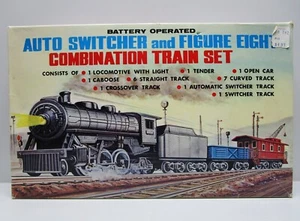 BATTERY OPERATED
AUTO SWITCHER and FIGURE EIGHT
COMBINATION TRAIN SET
CONSISTS OF • 1 LOCOMOTIVE WITH LIGHT • 1 TENDER • 1 OPEN CAR
• 1 CABOOSE • 6 STRAIGHT TRACK • 7 CURVED TRACK
• 1 CROSSOVER TRACK • 1 AUTOMATIC SWITCHER TRACK
• 1 SWITCHER TRACK